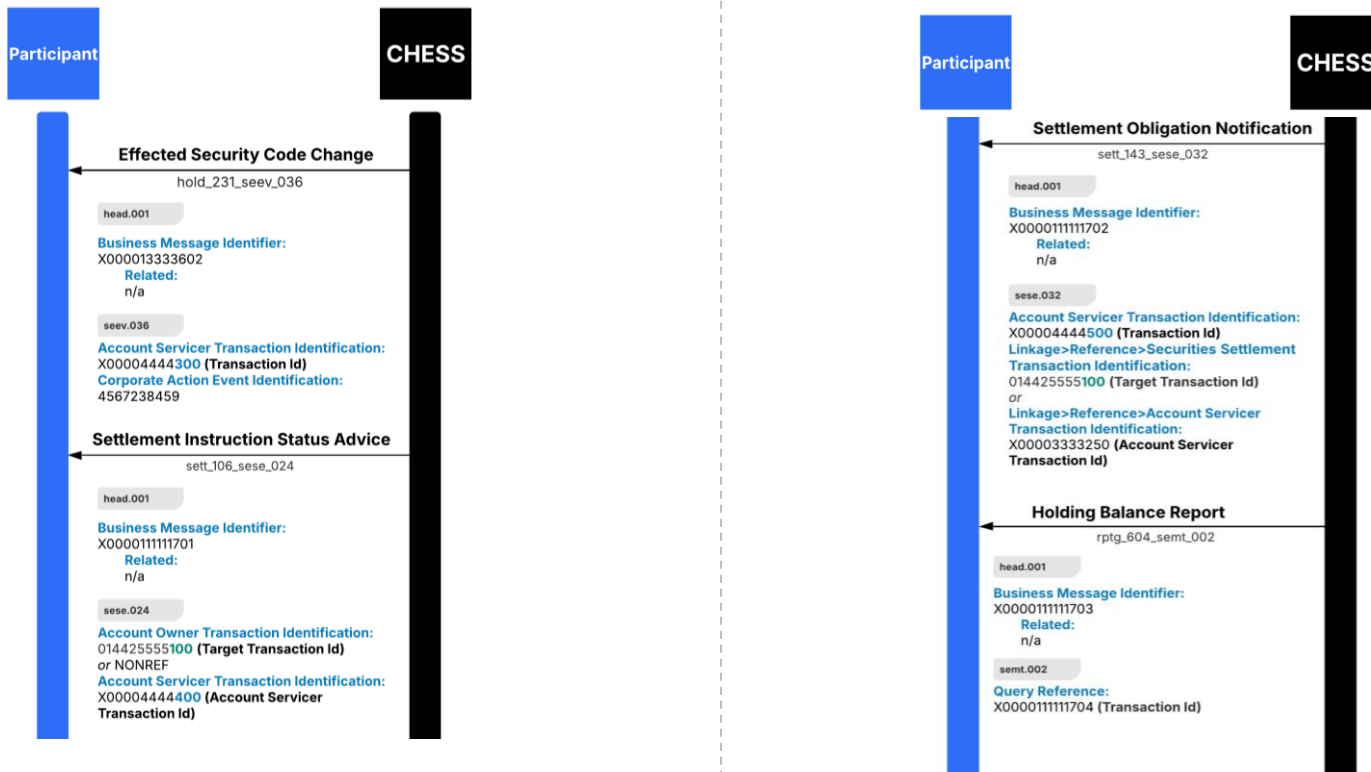 Participant
CHESS
Effected Security Code Change
hold_231_seev_036
head.001
Business Message Identifier:
X000013333602
Related:
n/a
seev.036
Account Servicer Transaction Identification:
X00004444300 (Transaction Id)
Corporate Action Event Identification:
4567238459
Settlement Instruction Status Advice
sett_106_sese_024
head.001
Business Message Identifier:
X0000111111701
Related:
n/a
sese.024
Account Owner Transaction Identification:
014425555100 (Target Transaction Id)
or NONREF
Account Servicer Transaction Identification:
X00004444400 (Account Servicer
Transaction Id)
Participant
CHESS
Settlement Obligation Notification
sett_143_sese_032
head.001
Business Message Identifier:
X0000111111702
Related:
n/a
sese.032
Account Servicer Transaction Identification:
X00004444500 (Transaction Id)
Linkage>Reference>Securities Settlement
Transaction Identification:
014425555100 (Target Transaction Id)
or
Linkage>Reference>Account Servicer
Transaction Identification:
X00003333250 (Account Servicer
Transaction Id)
Holding Balance Report
rptg_604_semt_002
head.001
Business Message Identifier:
X0000111111703
Related:
n/a
semt.002
Query Reference:
X0000111111704 (Transaction Id)